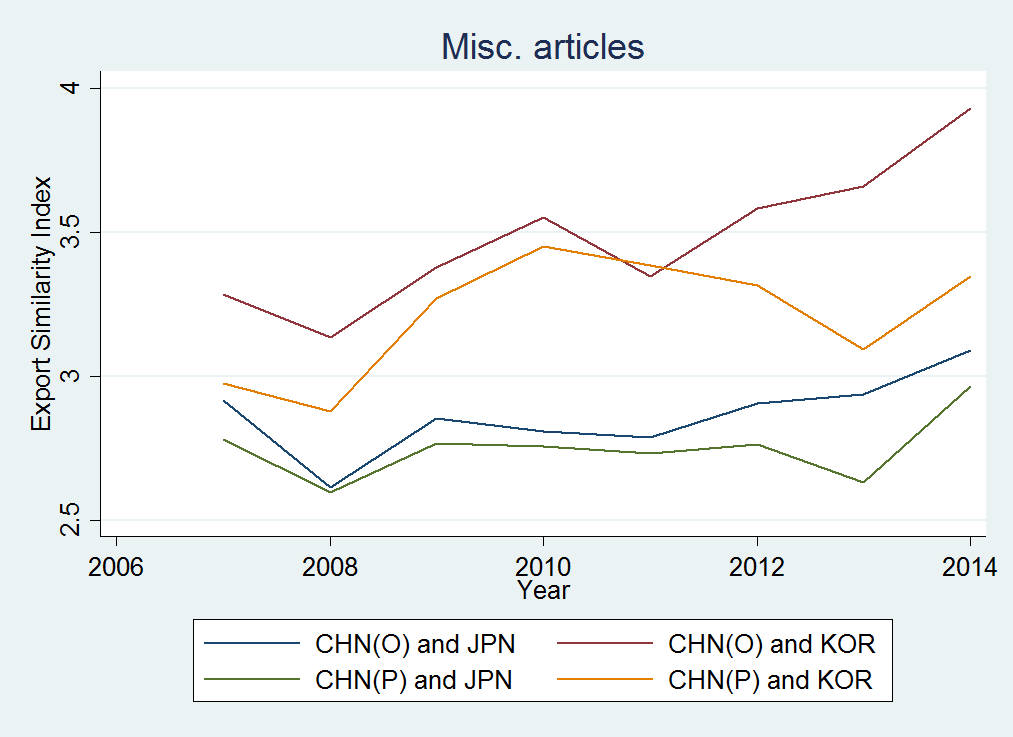 Misc. articles
Export Similarity Index
4
3.5
3
2.5
2006 2008 2010 2012 2014
Year
CHN(O) and JPN CHN(O) and KOR
CHN(P) and JPN CHN(P) and KOR